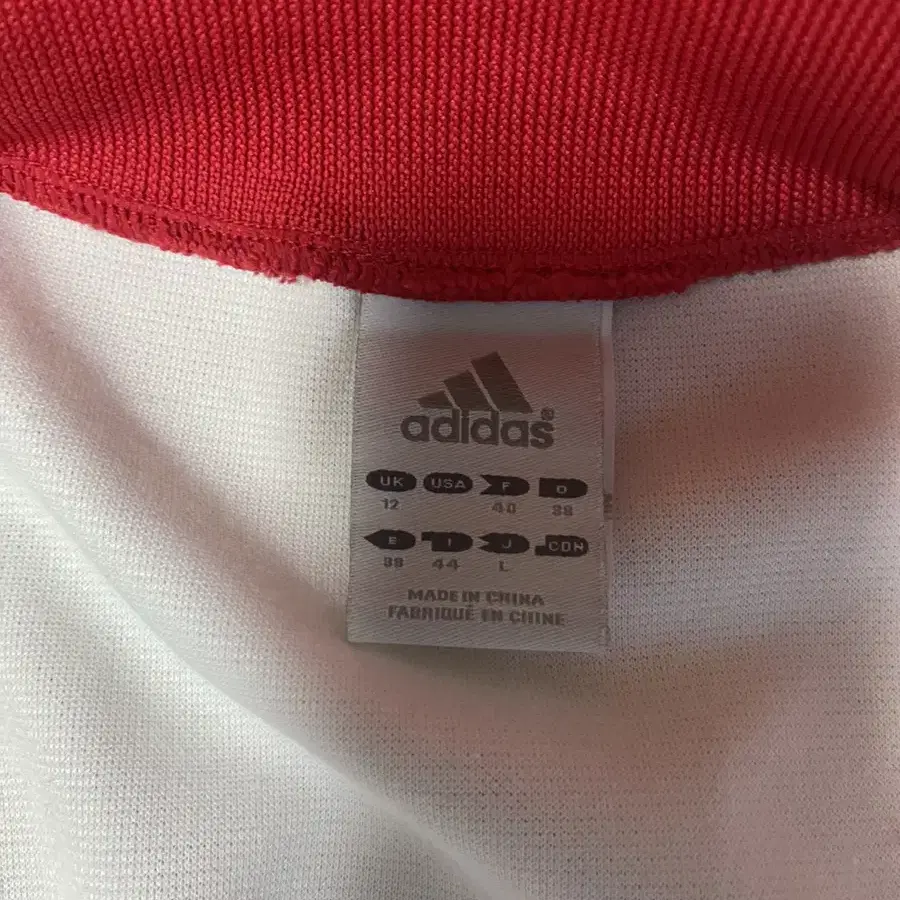 adidas®
UK USA F D
12 40 38
E I J CDN
38 44 L
MADE IN CHINA
FABRIQUÉ EN CHINE